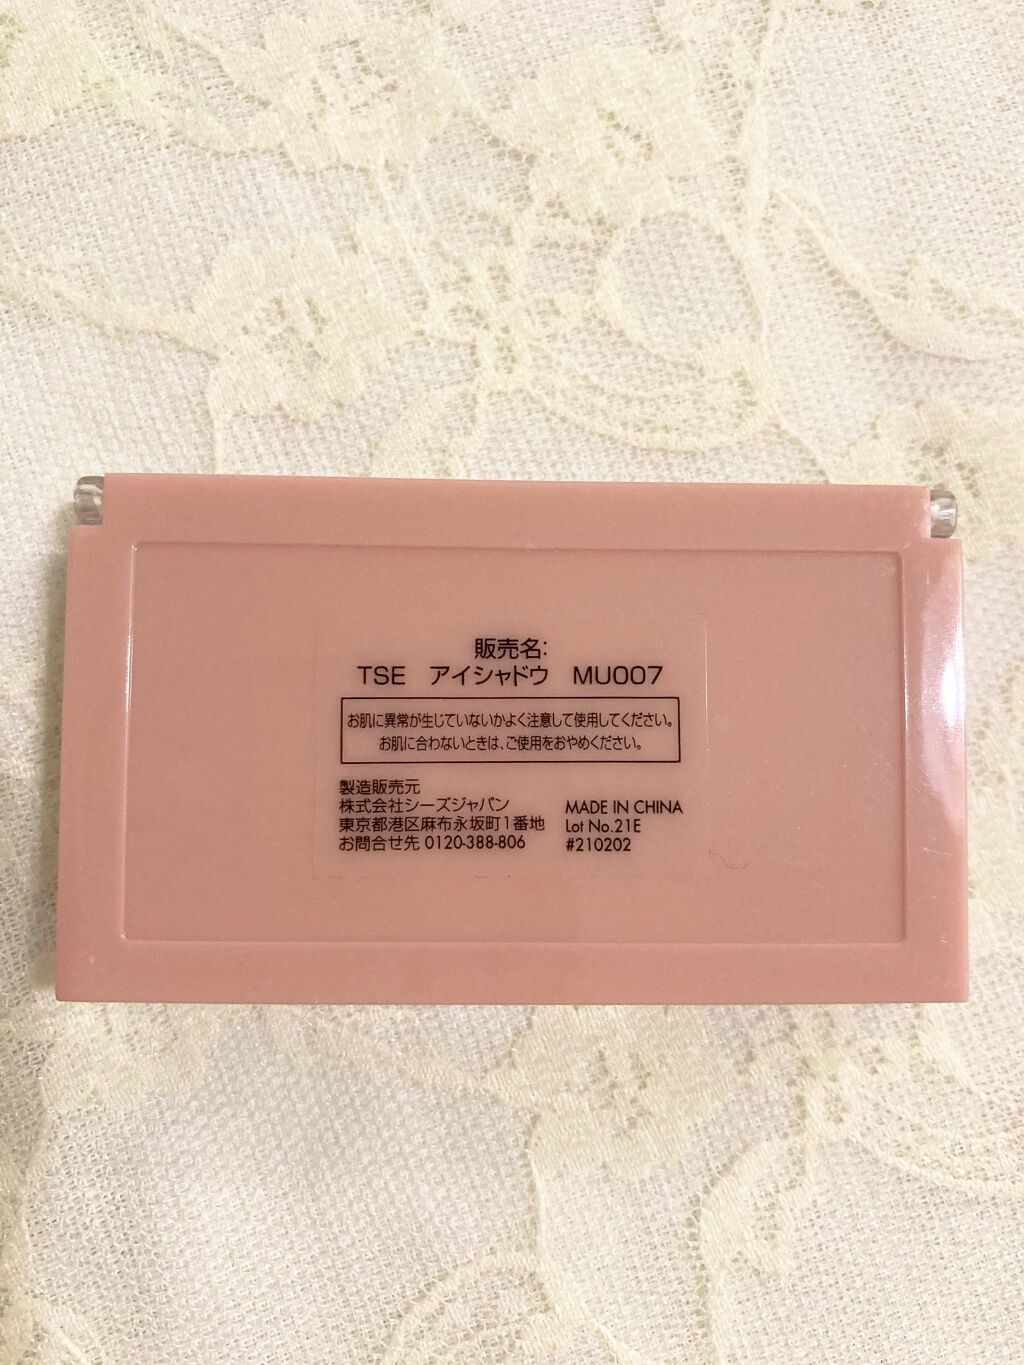 販売名:
TSE アイシャドウ MU007
お肌に異常が生じていないかよく注意して使用してください。
お肌に合わないときは、ご使用をおやめください。
製造販売元
株式会社シーズジャパン
東京都港区麻布永坂町1番地
お問合せ先 0120-388-806
MADE IN CHINA
Lot No.21E
#210202